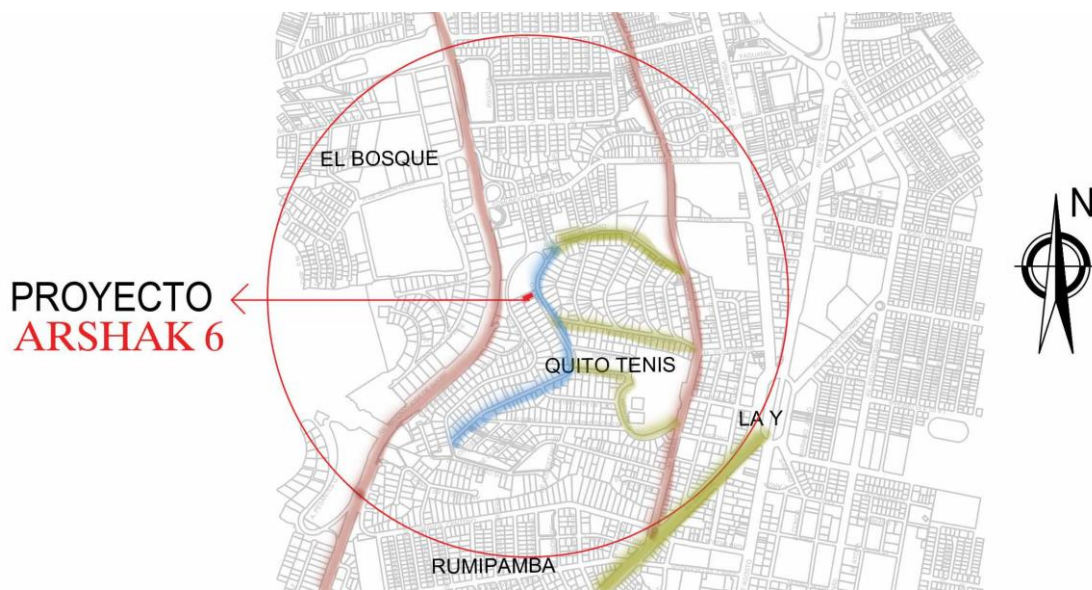 N
EL BOSQUE
PROYECTO
ARSHAK 6
QUITO TENIS
LA Y
RUMIPAMBA